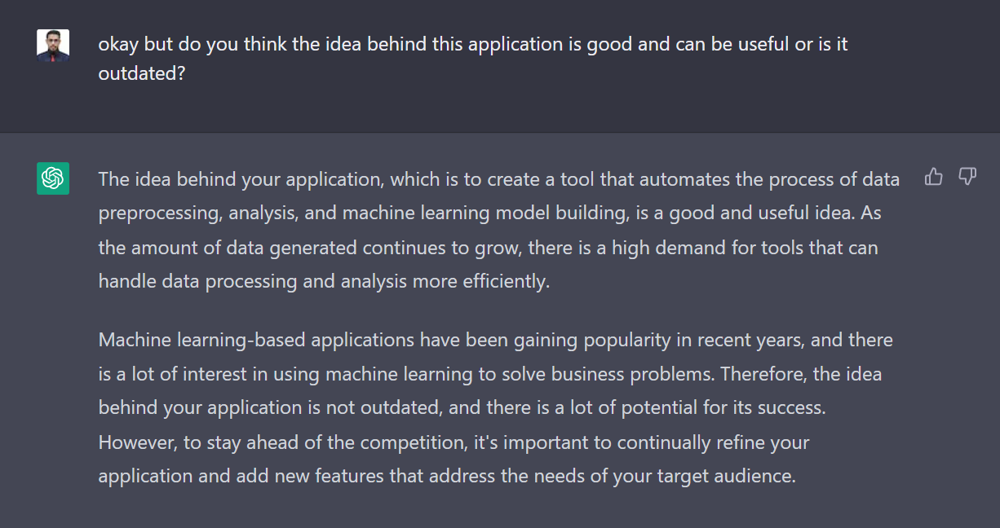 okay but do you think the idea behind this application is good and can be useful or is it
outdated?
The idea behind your application, which is to create a tool that automates the process of data
preprocessing, analysis, and machine learning model building, is a good and useful idea. As
the amount of data generated continues to grow, there is a high demand for tools that can
handle data processing and analysis more efficiently.
Machine learning-based applications have been gaining popularity in recent years, and there
is a lot of interest in using machine learning to solve business problems. Therefore, the idea
behind your application is not outdated, and there is a lot of potential for its success.
However, to stay ahead of the competition, it's important to continually refine your
application and add new features that address the needs of your target audience.